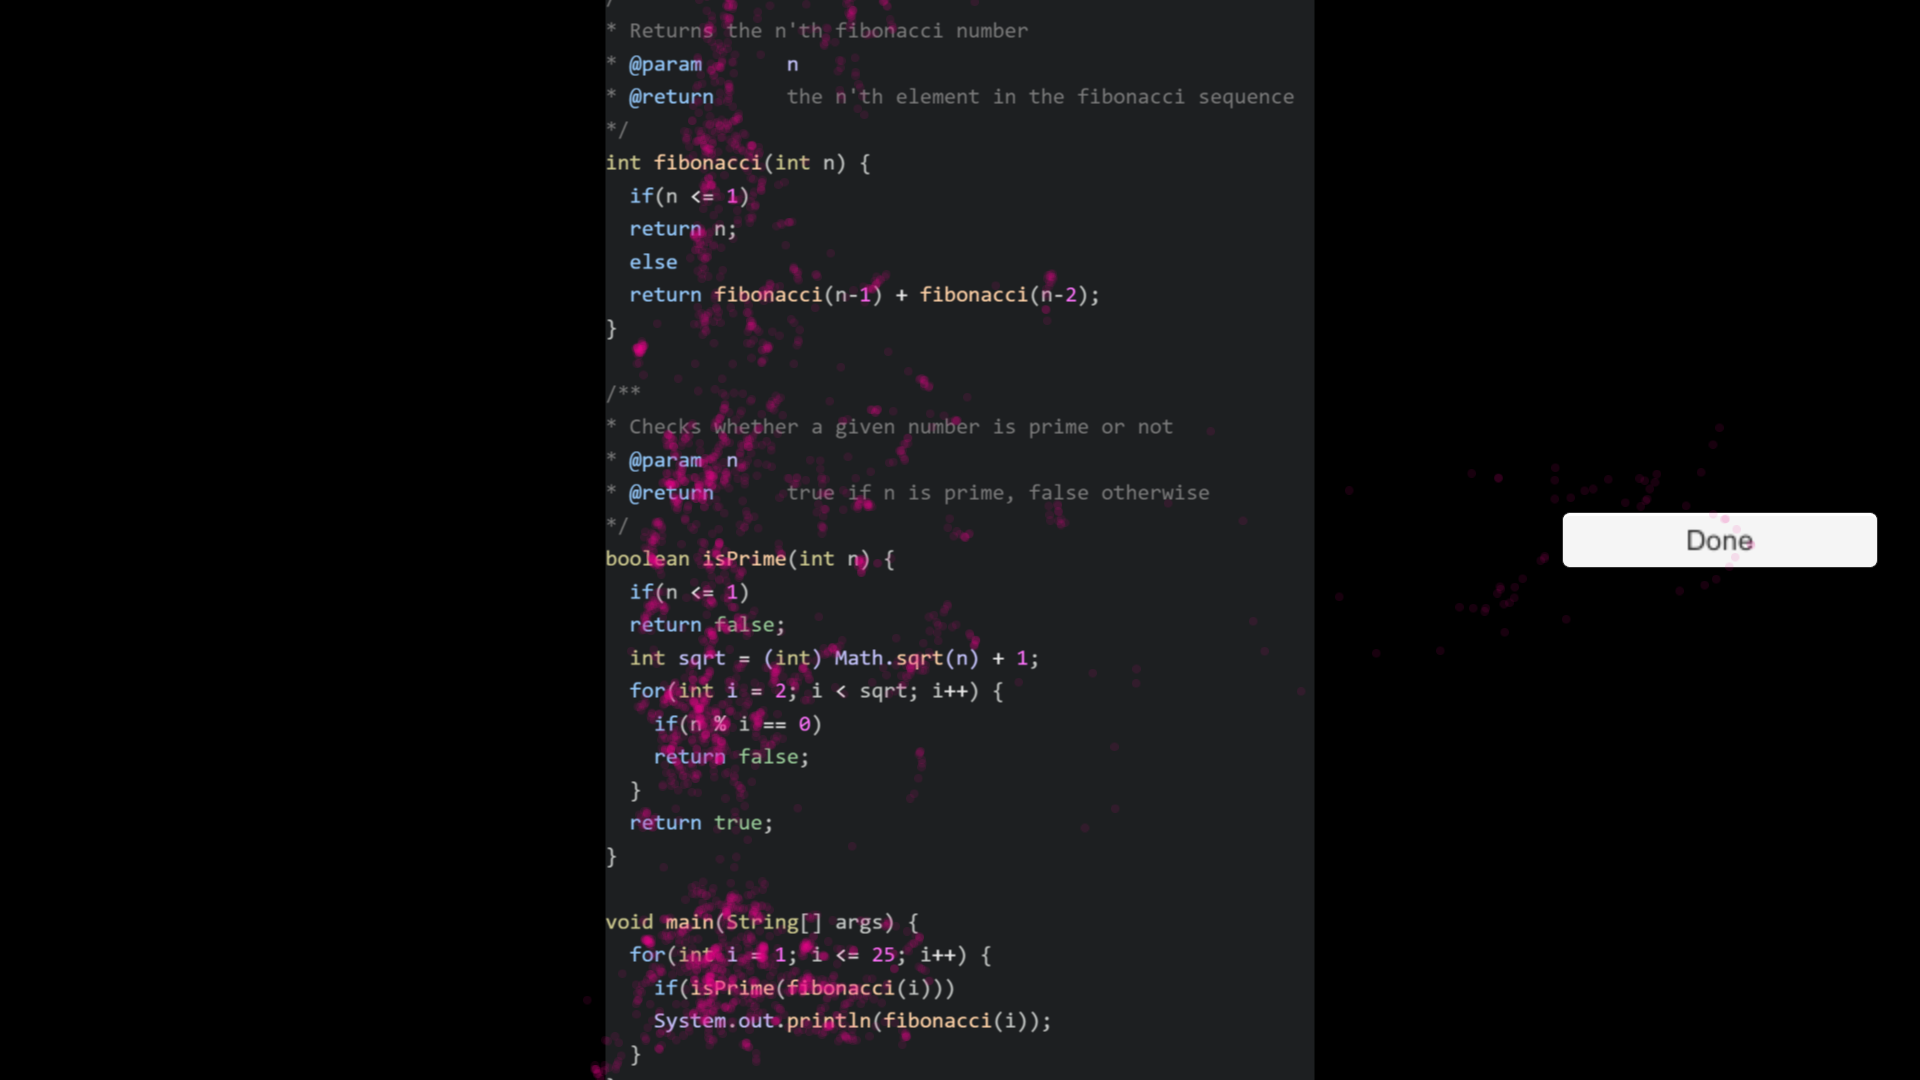 * Returns the n'th fibonacci number
* @param n
* @return the n'th element in the fibonacci sequence
*/
int fibonacci(int n) {
if(n <= 1)
return n;
else
return fibonacci(n-1) + fibonacci(n-2);
}
/**
* Checks whether a given number is prime or not
* @param n
* @return true if n is prime, false otherwise
*/
boolean isPrime(int n) {
if(n <= 1)
return false;
int sqrt = (int) Math.sqrt(n) + 1;
for(int i = 2; i < sqrt; i++) {
if(n % i == 0)
return false;
}
return true;
}
void main(String[] args) {
for(int i = 1; i <= 25; i++) {
if(isPrime(fibonacci(i)))
System.out.println(fibonacci(i));
}
Done